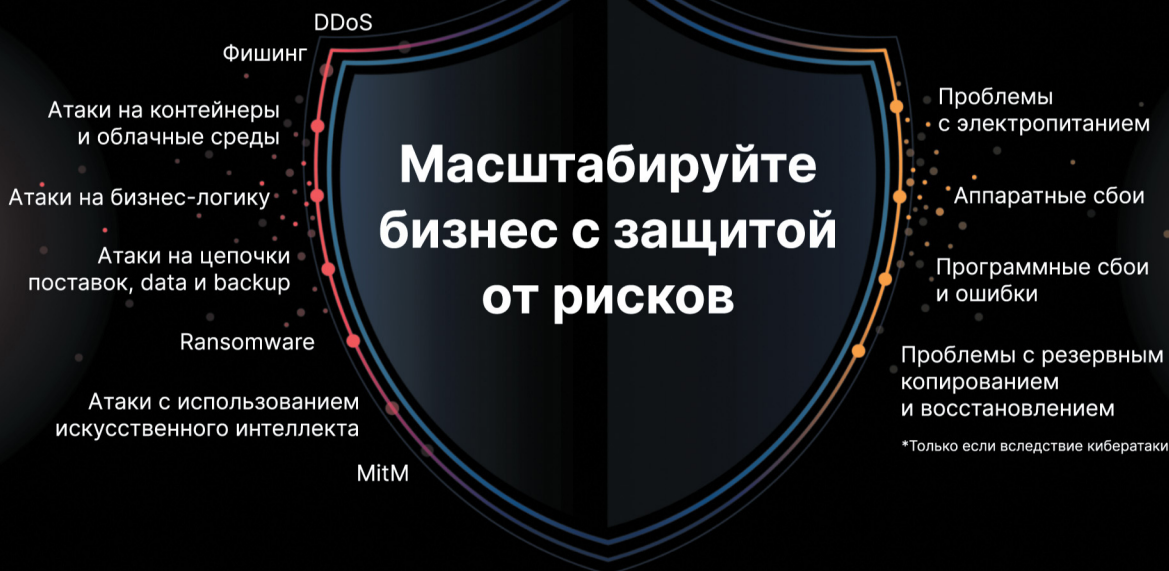 DDoS
Фишинг
Атаки на контейнеры
и облачные среды
Атаки на бизнес-логику
Атаки на цепочки
поставок, data и backup
Ransomware
Атаки с использованием
искусственного интеллекта
MitM
Масштабируйте
бизнес с защитой
от рисков
Проблемы
с электропитанием
Аппаратные сбои
Программные сбои
и ошибки
Проблемы с резервным
копированием
и восстановлением
*Только если вследствие кибератаки